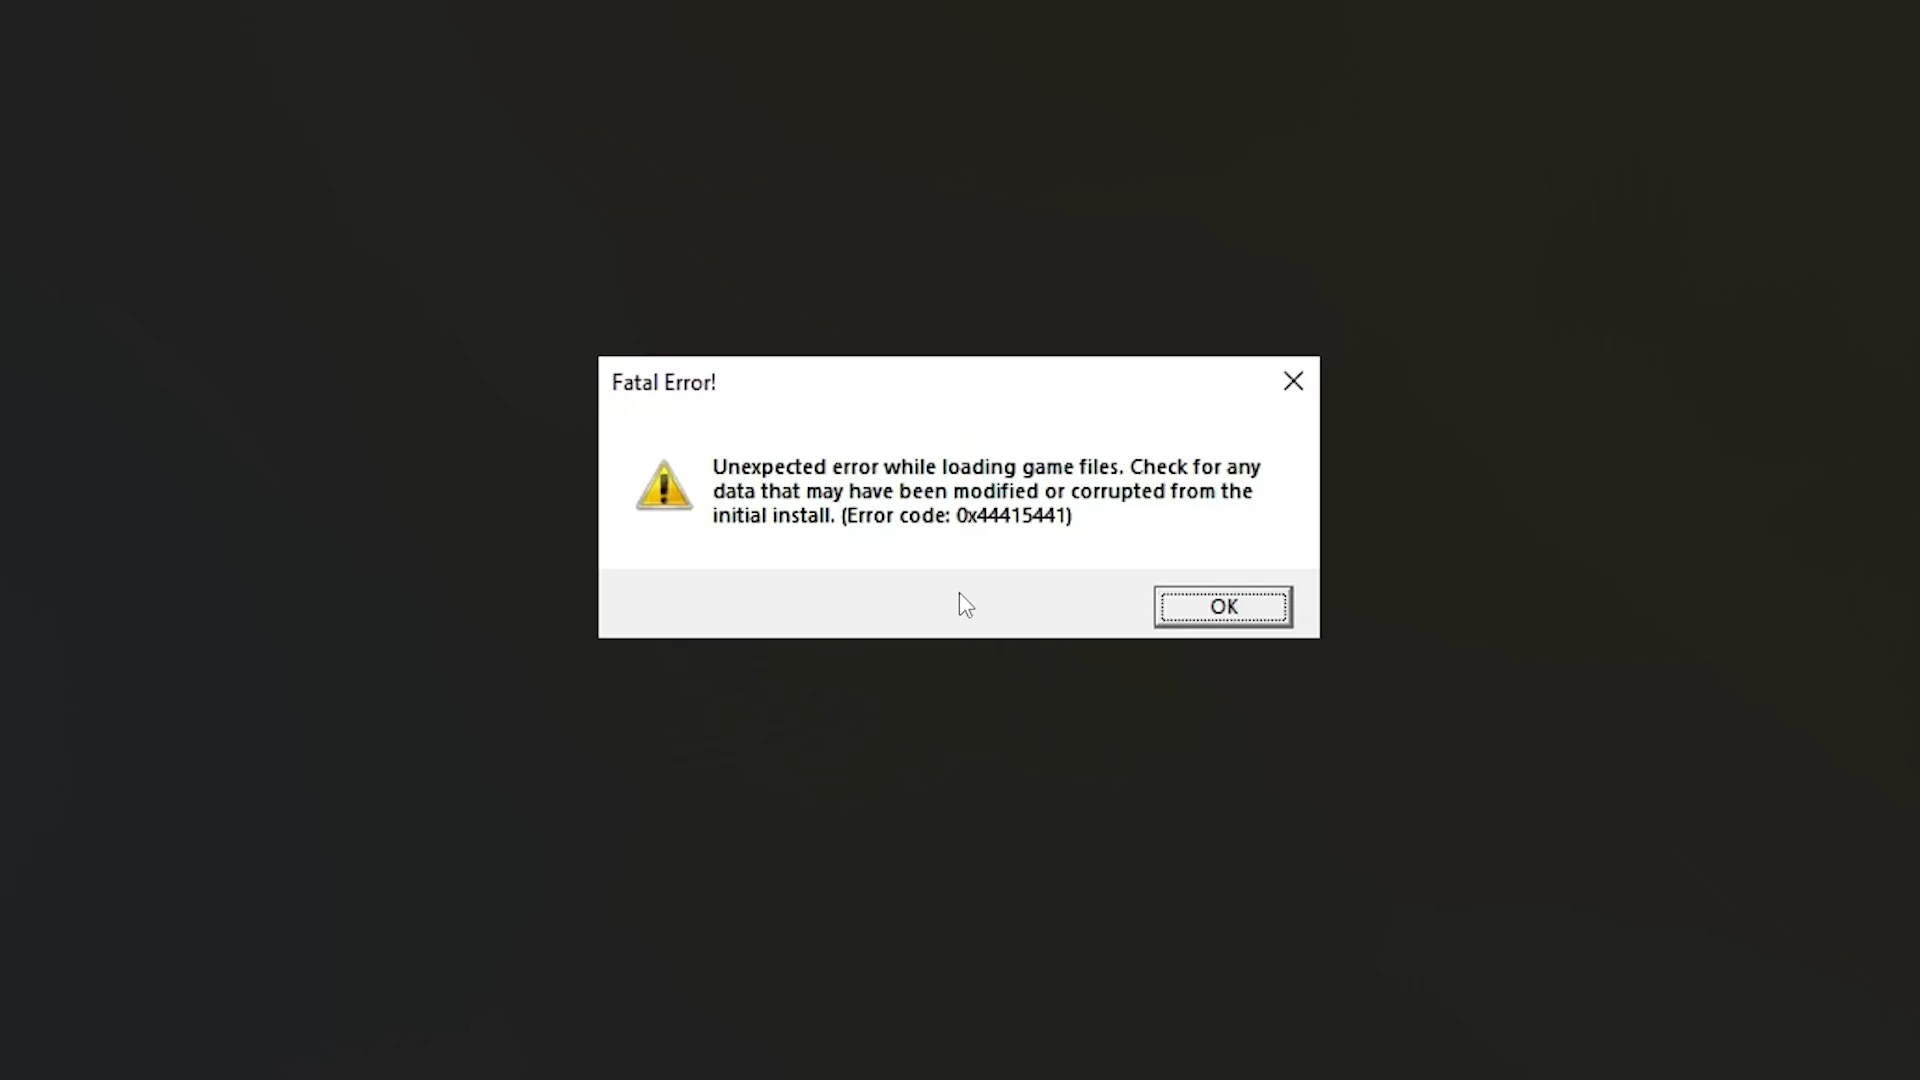 Fatal Error!
Unexpected error while loading game files. Check for any
data that may have been modified or corrupted from the
initial install. (Error code: 0x44415441)
OK